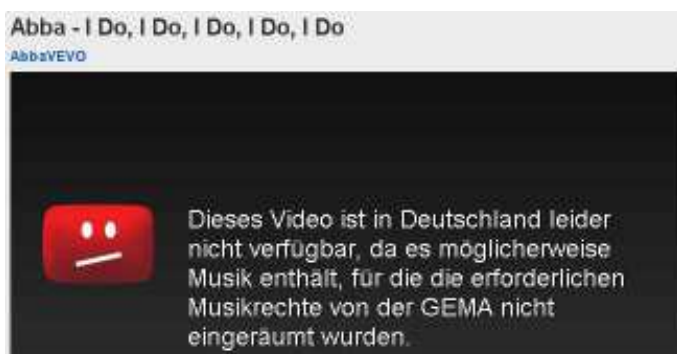 Abba - I Do, I Do, I Do, I Do, I Do
AbbaVEVO
Dieses Video ist in Deutschland leider
nicht verfügbar, da es möglicherweise
Musik enthält, für die die erforderlichen
Musikrechte von der GEMA nicht
eingeräumt wurden.